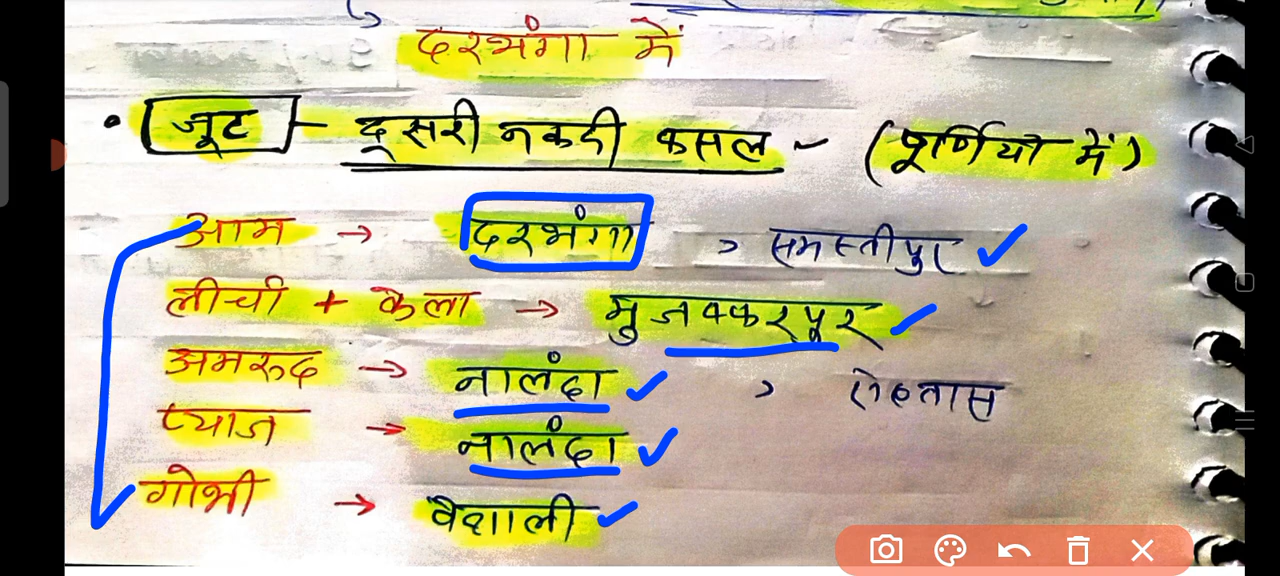 दरभंगा में
• जूट - दूसरी नकदी फसल - (पूर्णियाँ में)
आम → दरभंगा > समस्तीपुर
लीची + केला → मुजफ्फरपुर
अमरूद → नालंदा > रोहतास
प्याज → नालंदा
गोभी → वैशाली